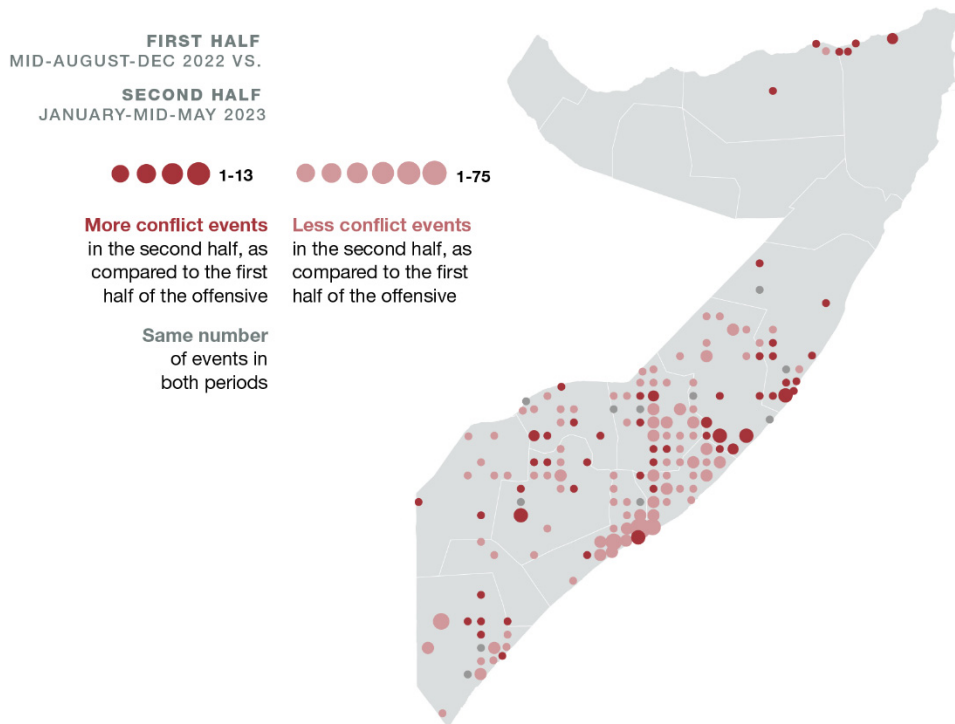 FIRST HALF
MID-AUGUST-DEC 2022 VS.
SECOND HALF
JANUARY-MID-MAY 2023
1-13
More conflict events
in the second half, as
compared to the first
half of the offensive
1-75
Less conflict events
in the second half, as
compared to the first
half of the offensive
Same number
of events in
both periods